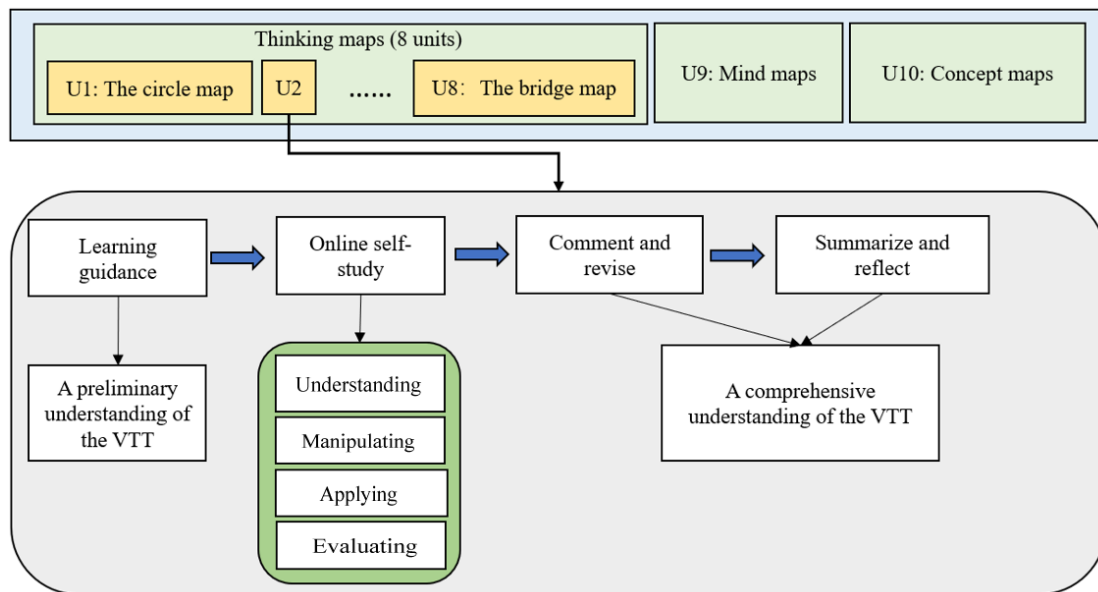 Thinking maps (8 units)
U1: The circle map
U2
……
U8： The bridge map
U9: Mind maps
U10: Concept maps
Learning
guidance
Online self-
study
Comment and
revise
Summarize and
reflect
A preliminary
understanding of
the VTT
Understanding
Manipulating
Applying
Evaluating
A comprehensive
understanding of the VTT